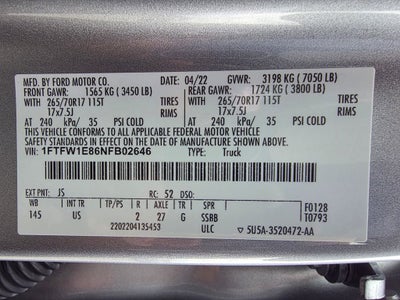 MFD. BY FORD MOTOR CO. 04/22 GVWR: 3198 KG ( 7050 LB)
FRONT GAWR: 1565 KG ( 3450 LB) REAR GAWR: 1724 KG ( 3800 LB)
WITH 265/70R17 115T TIRES WITH 265/70R17 115T TIRES
17x7.5J RIMS 17x7.5J RIMS
AT 240 kPa/ 35 PSI COLD AT 240 kPa/ 35 PSI COLD
THIS VEHICLE CONFORMS TO ALL APPLICABLE FEDERAL MOTOR VEHICLE
SAFETY STANDARDS IN EFFECT ON THE DATE OF MANUFACTURE SHOWN ABOVE.
VIN: 1FTFW1E86NFB02646 TYPE: Truck
EXT PNT: JS RC: 52 DSO:
WB INT TR TP/PS R AXLE TR SPR F0128
145 US 2 27 G SSBB T0793
2202204135453 ULC ▽ 5U5A-3520472-AA